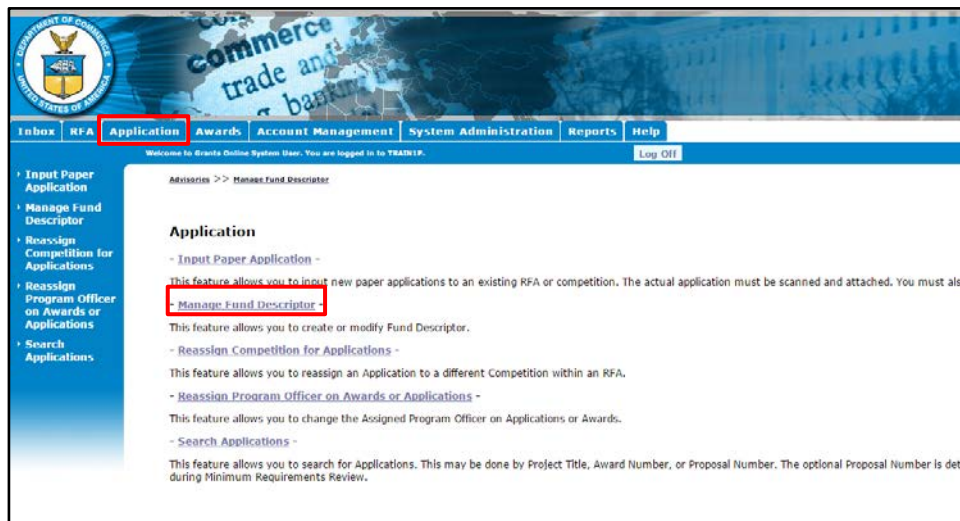 DEPARTMENT OF COMMERCE
UNITED STATES OF AMERICA
commerce
trade and
banking
Inbox RFA Application Awards Account Management System Administration Reports Help
Welcome to Grants Online System User. You are logged in to TRAIN1P. Log Off
Input Paper
Application
Manage Fund
Descriptor
Reassign
Competition for
Applications
Reassign
Program Officer
on Awards or
Applications
Search
Applications
Advisories >> Manage Fund Descriptor
Application
- Input Paper Application -
This feature allows you to input new paper applications to an existing RFA or competition. The actual application must be scanned and attached. You must als
- Manage Fund Descriptor -
This feature allows you to create or modify Fund Descriptor.
- Reassign Competition for Applications -
This feature allows you to reassign an Application to a different Competition within an RFA.
- Reassign Program Officer on Awards or Applications -
This feature allows you to change the Assigned Program Officer on Applications or Awards.
- Search Applications -
This feature allows you to search for Applications. This may be done by Project Title, Award Number, or Proposal Number. The optional Proposal Number is det
during Minimum Requirements Review.